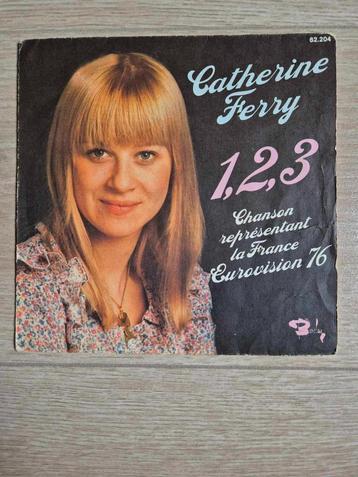 62.204
Catherine
Ferry
1, 2, 3
Chanson
représentant
la France
Eurovision 76